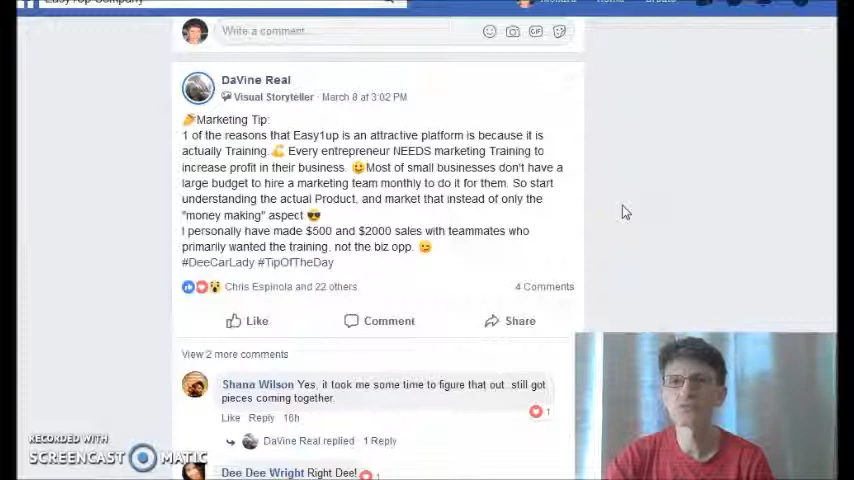 Write a comment...
DaVine Real
Visual Storyteller · March 8 at 3:02 PM
🎉Marketing Tip:
1 of the reasons that Easy1up is an attractive platform is because it is
actually Training.💪 Every entrepreneur NEEDS marketing Training to
increase profit in their business. 😃Most of small businesses don't have a
large budget to hire a marketing team monthly to do it for them. So start
understanding the actual Product, and market that instead of only the
"money making" aspect 😎
I personally have made $500 and $2000 sales with teammates who
primarily wanted the training, not the biz opp. 😉
#DeeCarLady #TipOfTheDay
Chris Espinola and 22 others 4 Comments
Like Comment Share
View 2 more comments
Shana Wilson Yes, it took me some time to figure that out..still got
pieces coming together.
1
Like Reply 16h
DaVine Real replied · 1 Reply
Dee Dee Wright Right Dee! 1
RECORDED WITH
SCREENCAST MATIC